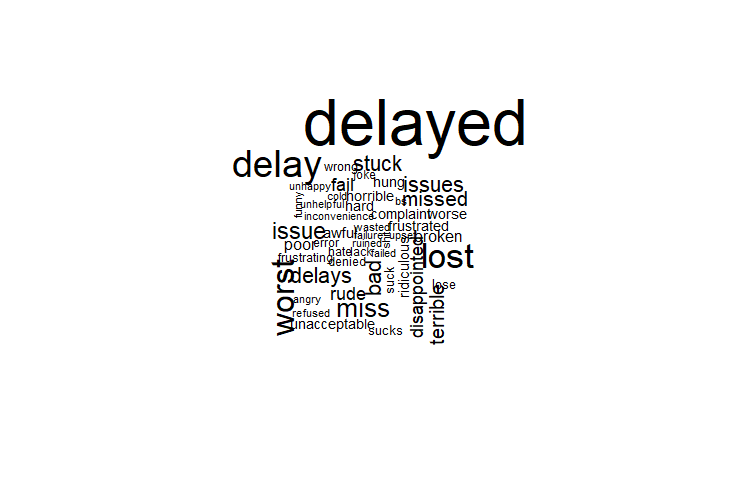 delayed
delay
wrong
stuck
joke
unhappy
fail
hung
issues
cold
horrible
bs
missed
funny
unhelpful
hard
inconvenience
complaint
worse
issue
awful
wasted
frustrated
failure
upset
broken
poor
error
ruined
hate
lack
failed
frustrating
denied
lost
worst
delays
bad
suck
ridiculous
disappointed
lose
angry
rude
miss
terrible
refused
unacceptable
sucks